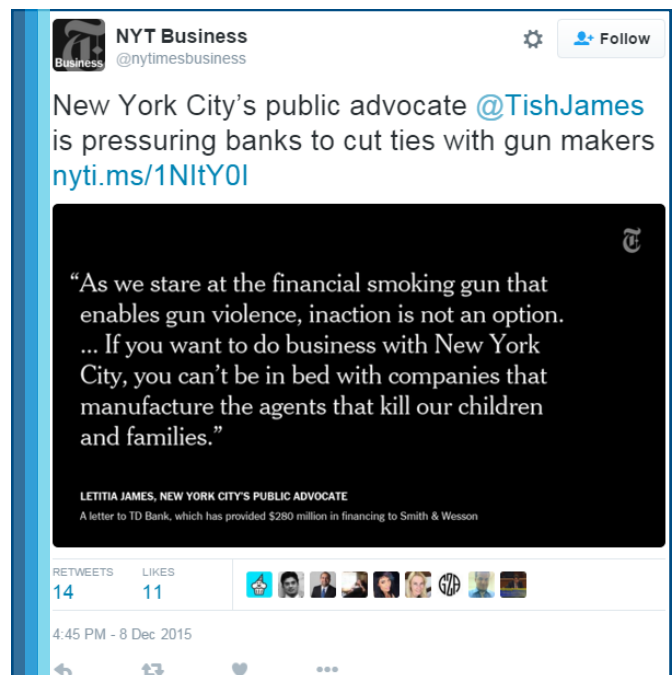 NYT Business
@nytimesbusiness
Follow
Business
New York City’s public advocate @TishJames
is pressuring banks to cut ties with gun makers
nyti.ms/1NItY0I
“As we stare at the financial smoking gun that
enables gun violence, inaction is not an option.
... If you want to do business with New York
City, you can’t be in bed with companies that
manufacture the agents that kill our children
and families.”
LETITIA JAMES, NEW YORK CITY’S PUBLIC ADVOCATE
A letter to TD Bank, which has provided $280 million in financing to Smith & Wesson
RETWEETS LIKES
14 11
GZA
4:45 PM - 8 Dec 2015